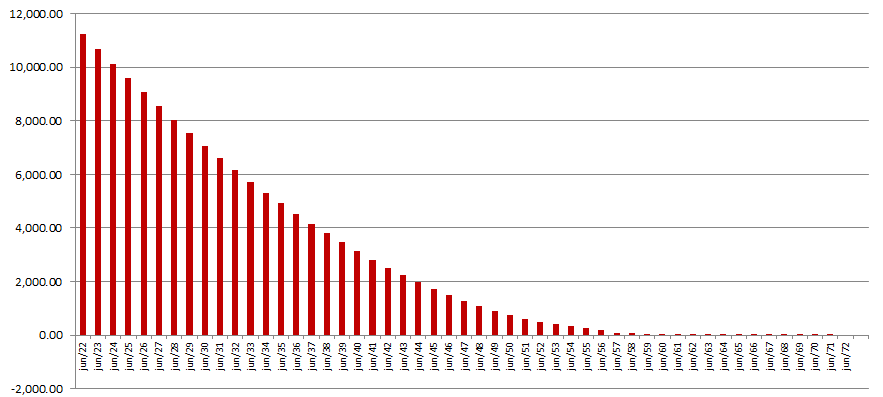 12,000.00
10,000.00
8,000.00
6,000.00
4,000.00
2,000.00
0.00
-2,000.00
jun/22
jun/23
jun/24
jun/25
jun/26
jun/27
jun/28
jun/29
jun/30
jun/31
jun/32
jun/33
jun/34
jun/35
jun/36
jun/37
jun/38
jun/39
jun/40
jun/41
jun/42
jun/43
jun/44
jun/45
jun/46
jun/47
jun/48
jun/49
jun/50
jun/51
jun/52
jun/53
jun/54
jun/55
jun/56
jun/57
jun/58
jun/59
jun/60
jun/61
jun/62
jun/63
jun/64
jun/65
jun/66
jun/67
jun/68
jun/69
jun/70
jun/71
jun/72